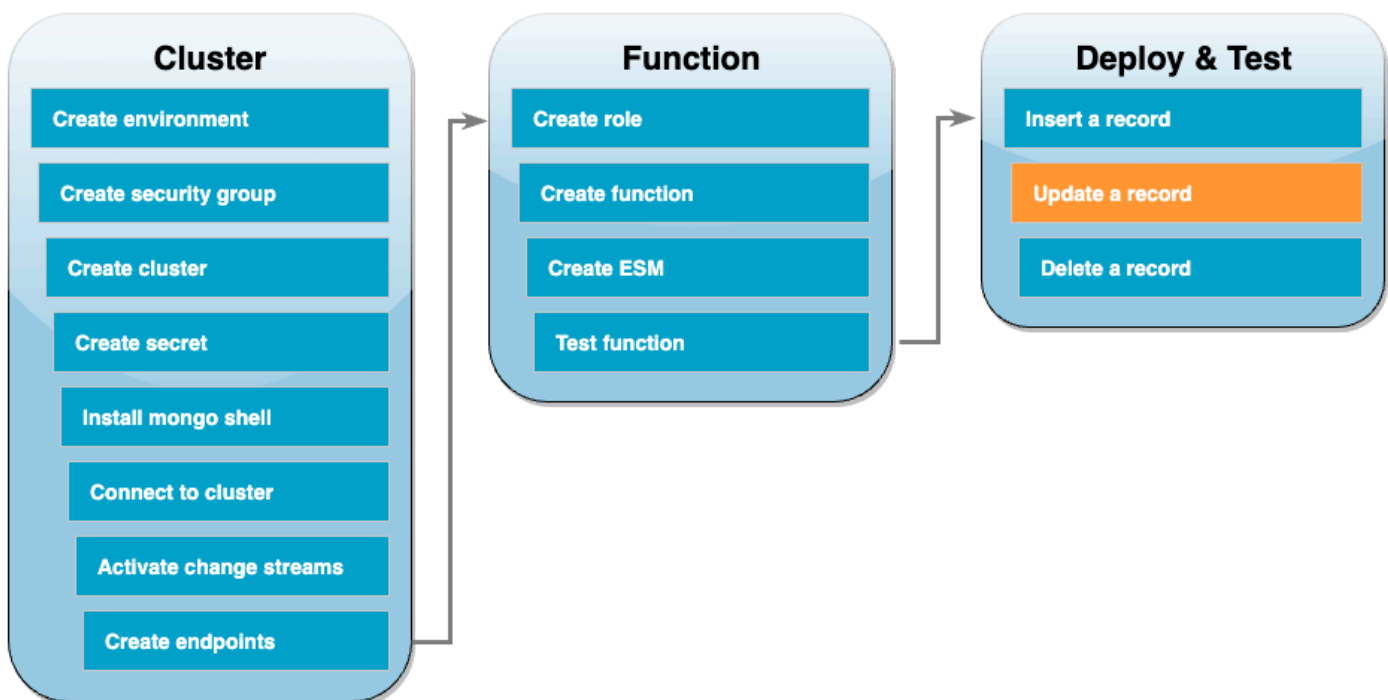 Cluster
Create environment
Create security group
Create cluster
Create secret
Install mongo shell
Connect to cluster
Activate change streams
Create endpoints
Function
Create role
Create function
Create ESM
Test function
Deploy & Test
Insert a record
Update a record
Delete a record